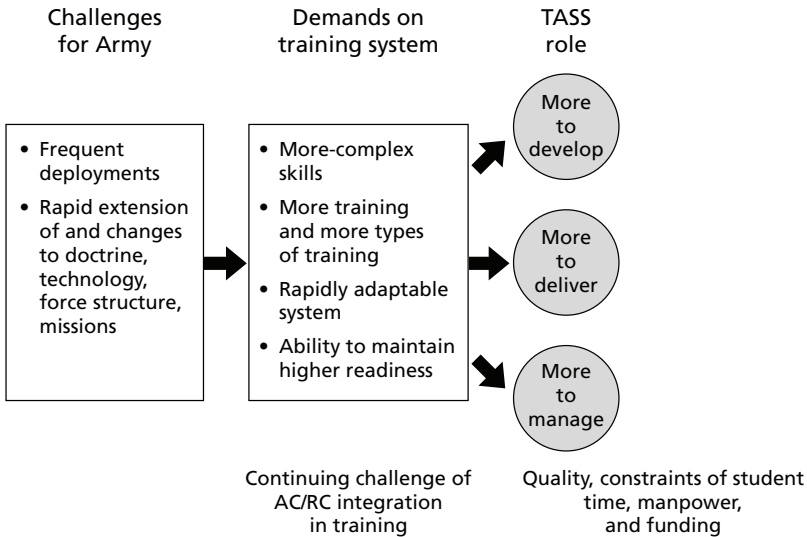 Challenges
for Army
Demands on
training system
TASS
role
• Frequent
deployments
• Rapid extension
of and changes
to doctrine,
technology,
force structure,
missions
• More-complex
skills
• More training
and more types
of training
• Rapidly adaptable
system
• Ability to maintain
higher readiness
More
to
develop
More
to
deliver
More
to
manage
Continuing challenge of
AC/RC integration
in training
Quality, constraints of student
time, manpower,
and funding